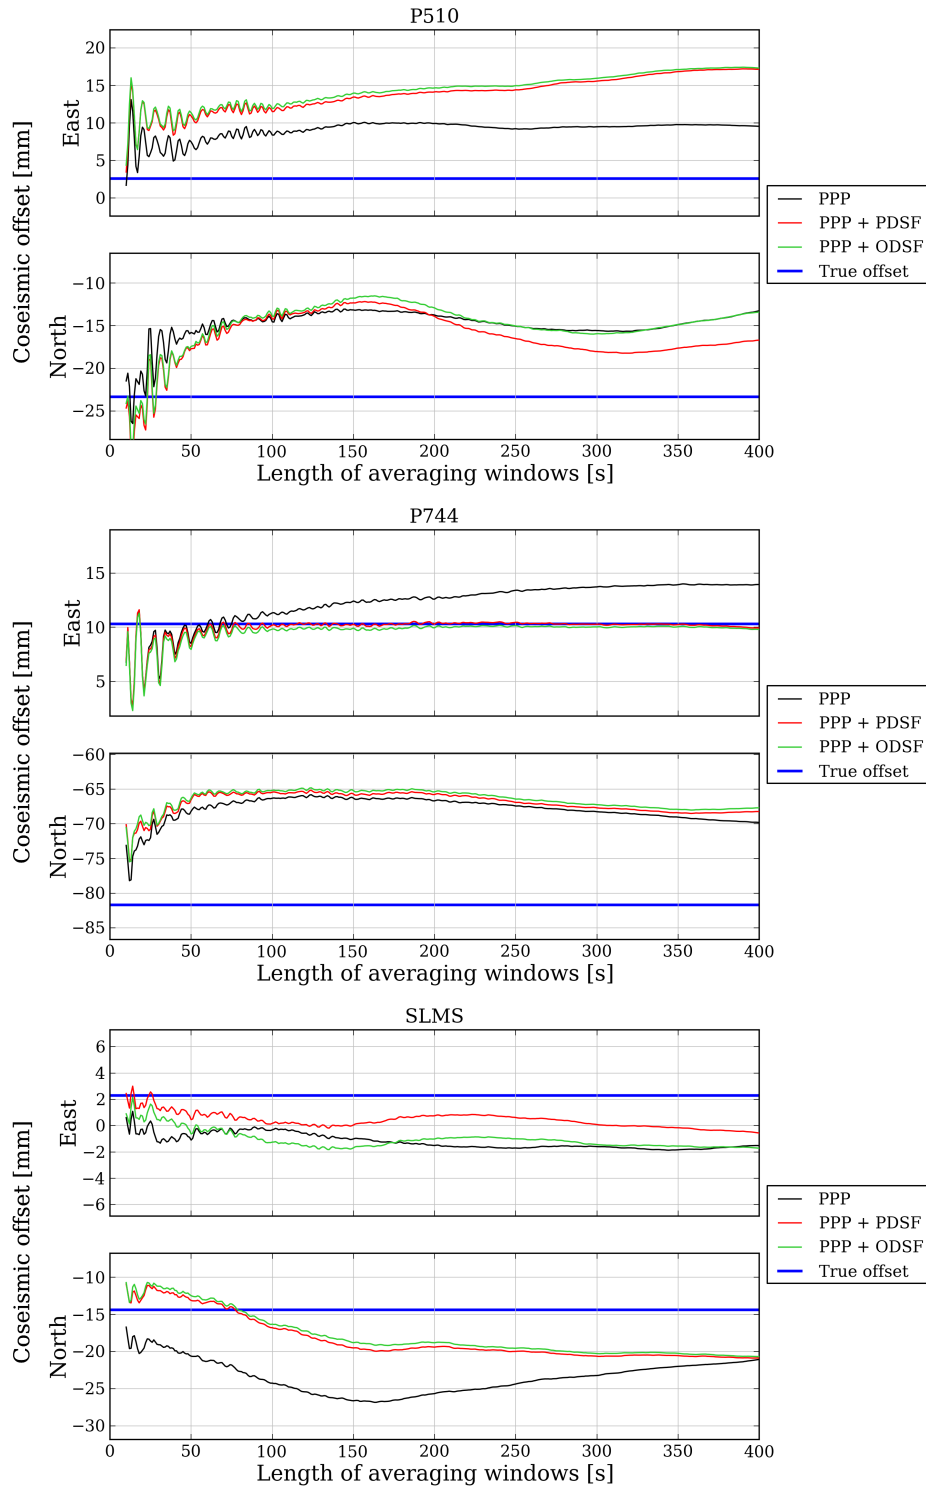 P510
20
15
10
5
0
East
−10
−15
−20
−25
North
Coseismic offset [mm]
0 50 100 150 200 250 300 350 400
Length of averaging windows [s]
PPP
PPP + PDSF
PPP + ODSF
True offset
P744
15
10
5
East
−60
−65
−70
−75
−80
−85
North
Coseismic offset [mm]
0 50 100 150 200 250 300 350 400
Length of averaging windows [s]
PPP
PPP + PDSF
PPP + ODSF
True offset
SLMS
6
4
2
0
−2
−4
−6
East
−10
−15
−20
−25
−30
North
Coseismic offset [mm]
0 50 100 150 200 250 300 350 400
Length of averaging windows [s]
PPP
PPP + PDSF
PPP + ODSF
True offset